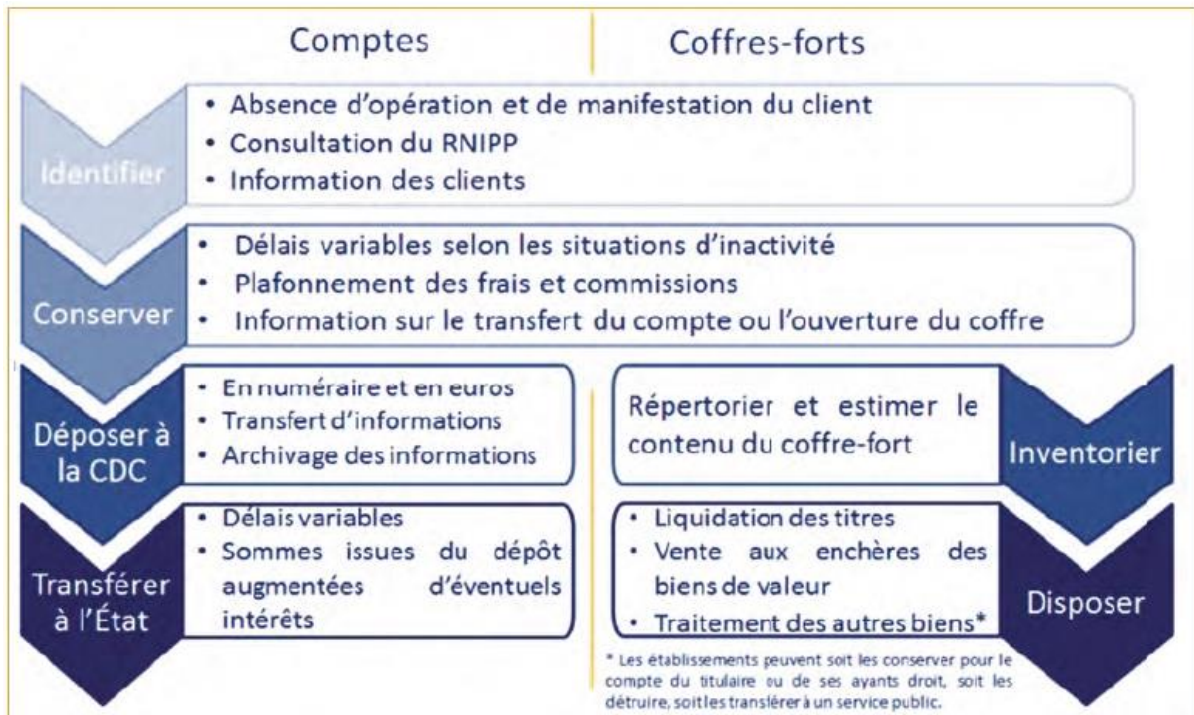 Comptes
Coffres-forts
Identifier
• Absence d'opération et de manifestation du client
• Consultation du RNIPP
• Information des clients
Conserver
• Délais variables selon les situations d'inactivité
• Plafonnement des frais et commissions
• Information sur le transfert du compte ou l'ouverture du coffre
Déposer à
la CDC
• En numéraire et en euros
• Transfert d'informations
• Archivage des informations
Répertorier et estimer le
contenu du coffre-fort
Inventorier
Transférer
à l'État
• Délais variables
• Sommes issues du dépôt
augmentées d'éventuels
intérêts
• Liquidation des titres
• Vente aux enchères des
biens de valeur
• Traitement des autres biens*
Disposer
* Les établissements peuvent soit les conserver pour le
compte du titulaire ou de ses ayants droit, soit les
détruire, soit les transférer à un service public.